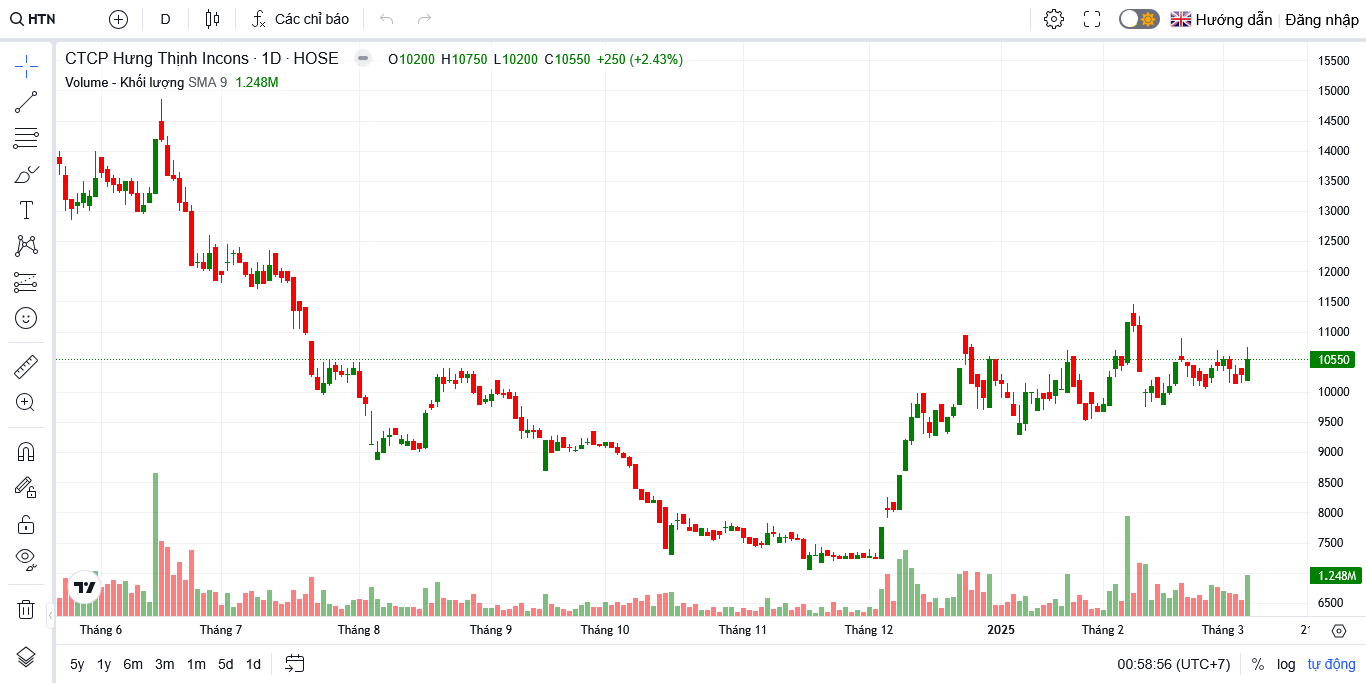 HTN
D
Các chỉ báo
Hướng dẫn
Đăng nhập
CTCP Hưng Thịnh Incons · 1D · HOSE
O10200 H10750 L10200 C10550 +250 (+2.43%)
Volume - Khối lượng SMA 9 1.248M
15500
15000
14500
14000
13500
13000
12500
12000
11500
11000
10550
10000
9500
9000
8500
8000
7500
1.248M
6500
Tháng 6 Tháng 7 Tháng 8 Tháng 9 Tháng 10 Tháng 11 Tháng 12 2025 Tháng 2 Tháng 3 21
5y 1y 6m 3m 1m 5d 1d
00:58:56 (UTC+7) % log tự động